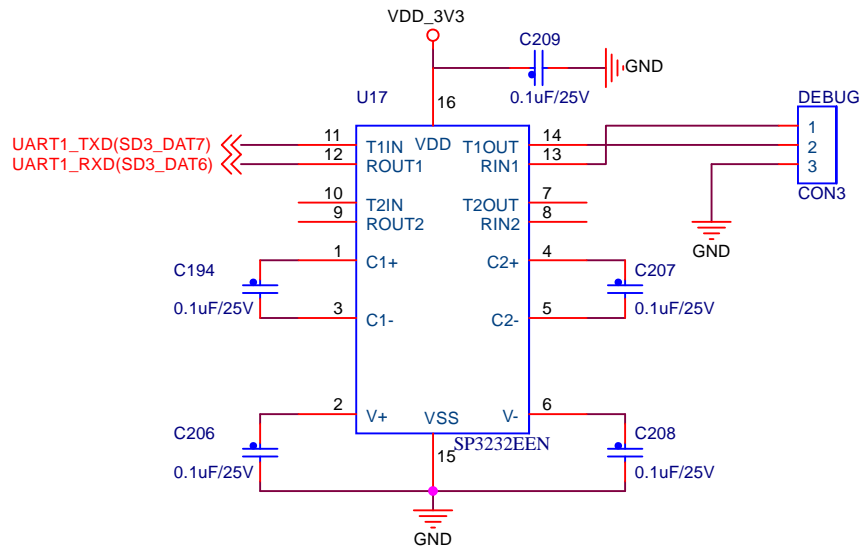 VDD_3V3
C209
GND
0.1uF/25V
U17
16
DEBUG
UART1_TXD(SD3_DAT7) 11 T1IN VDD T1OUT 14 1
UART1_RXD(SD3_DAT6) 12 ROUT1 RIN1 13 2
3
CON3
10 T2IN T2OUT 7
9 ROUT2 RIN2 8
GND
1 C1+ C2+ 4
C194 C207
0.1uF/25V 0.1uF/25V
3 C1- C2- 5
2 V+ VSS V- 6
C206 C208
15 SP3232EEN
0.1uF/25V 0.1uF/25V
GND